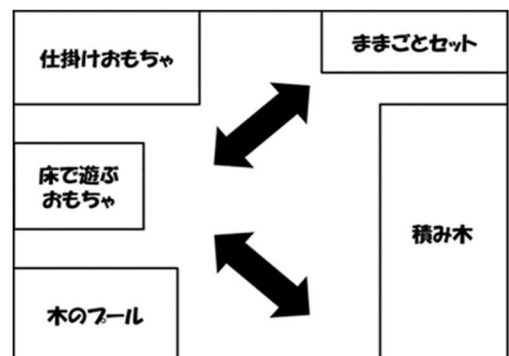 仕掛けおもちゃ
ままごとセット
床で遊ぶ
おもちゃ
積み木
木のプール